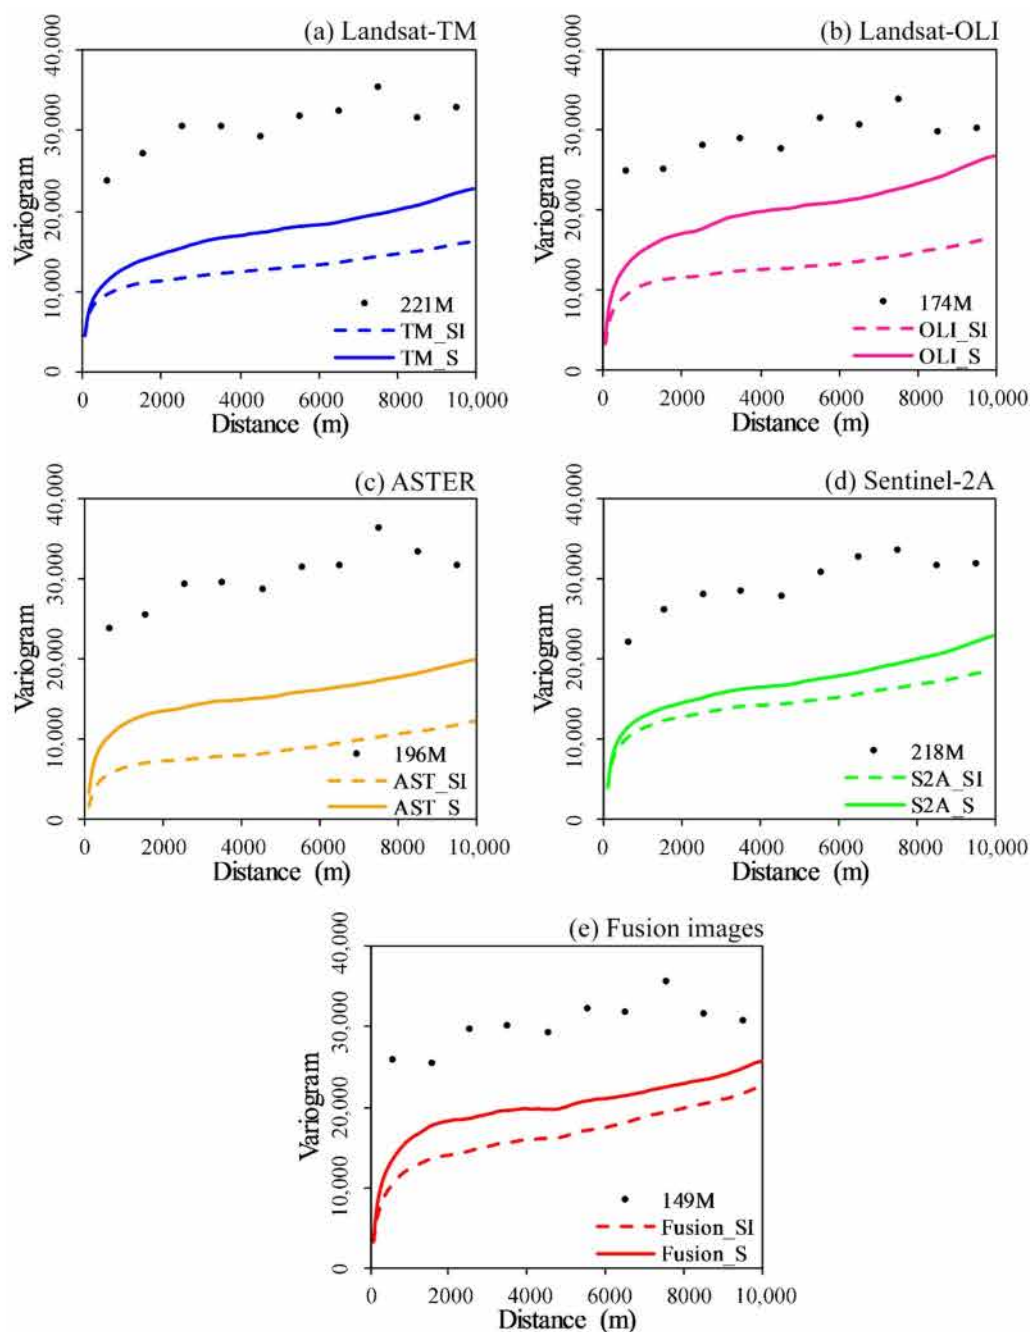 (a) Landsat-TM
Variogram
40,000
30,000
20,000
10,000
0
221M
TM_SI
TM_S
0 2000 4000 6000 8000 10,000
Distance (m)
(b) Landsat-OLI
Variogram
40,000
30,000
20,000
10,000
0
174M
OLI_SI
OLI_S
0 2000 4000 6000 8000 10,000
Distance (m)
(c) ASTER
Variogram
40,000
30,000
20,000
10,000
0
196M
AST_SI
AST_S
0 2000 4000 6000 8000 10,000
Distance (m)
(d) Sentinel-2A
Variogram
40,000
30,000
20,000
10,000
0
218M
S2A_SI
S2A_S
0 2000 4000 6000 8000 10,000
Distance (m)
(e) Fusion images
Variogram
40,000
30,000
20,000
10,000
0
149M
Fusion_SI
Fusion_S
0 2000 4000 6000 8000 10,000
Distance (m)